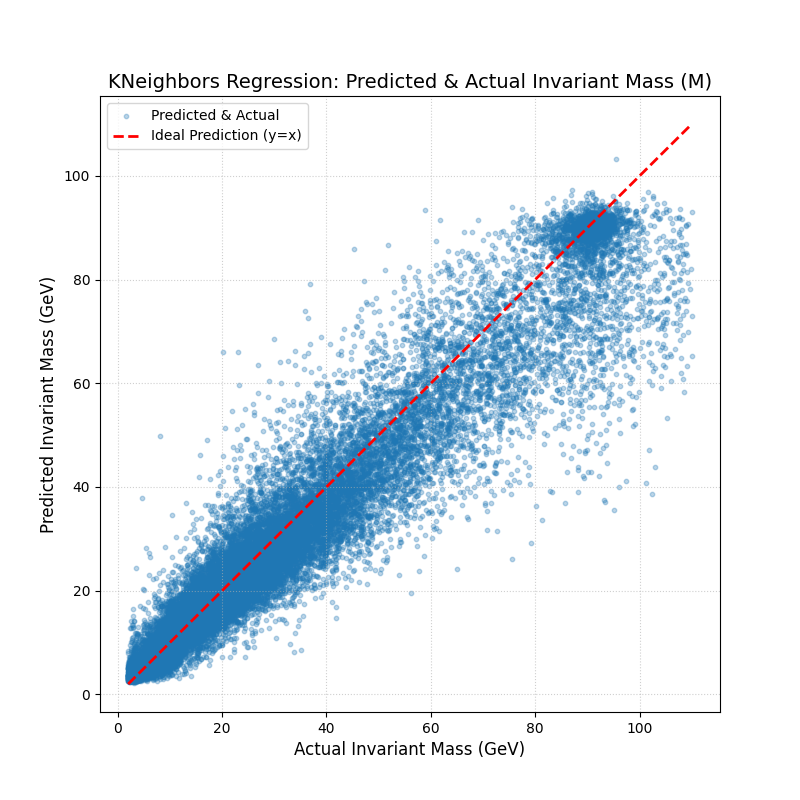 KNeighbors Regression: Predicted & Actual Invariant Mass (M)
Predicted & Actual
Ideal Prediction (y=x)
Predicted Invariant Mass (GeV)
100
80
60
40
20
0
0 20 40 60 80 100
Actual Invariant Mass (GeV)